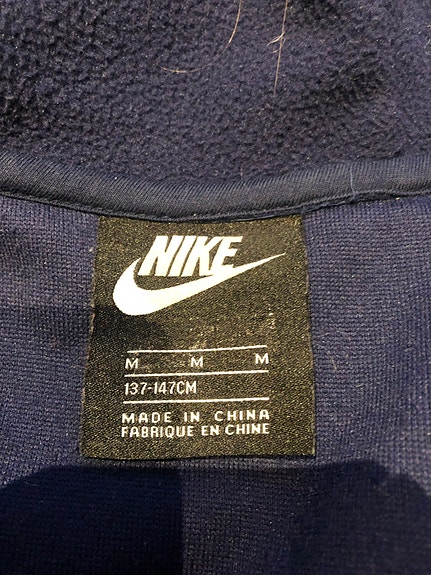 NIKE
M M M
137-147CM
MADE IN CHINA
FABRIQUE EN CHINE